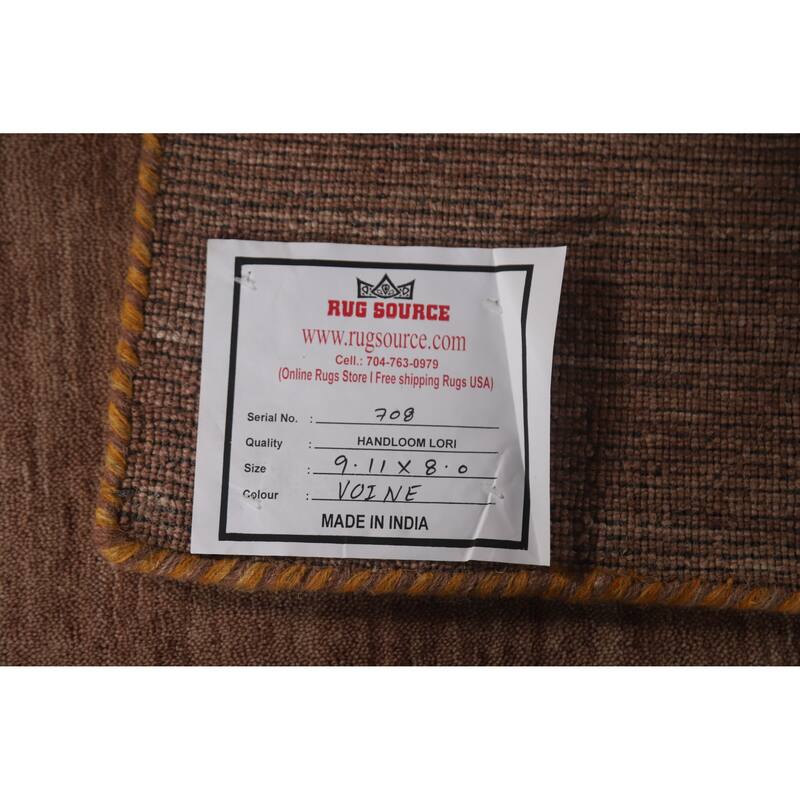 RUG SOURCE
www.rugsource.com
Cell.: 704-763-0979
(Online Rugs Store I Free shipping Rugs USA)
Serial No. : 708
Quality : HANDLOOM LORI
Size : 9.11 X 8.0
Colour : VOINE
MADE IN INDIA